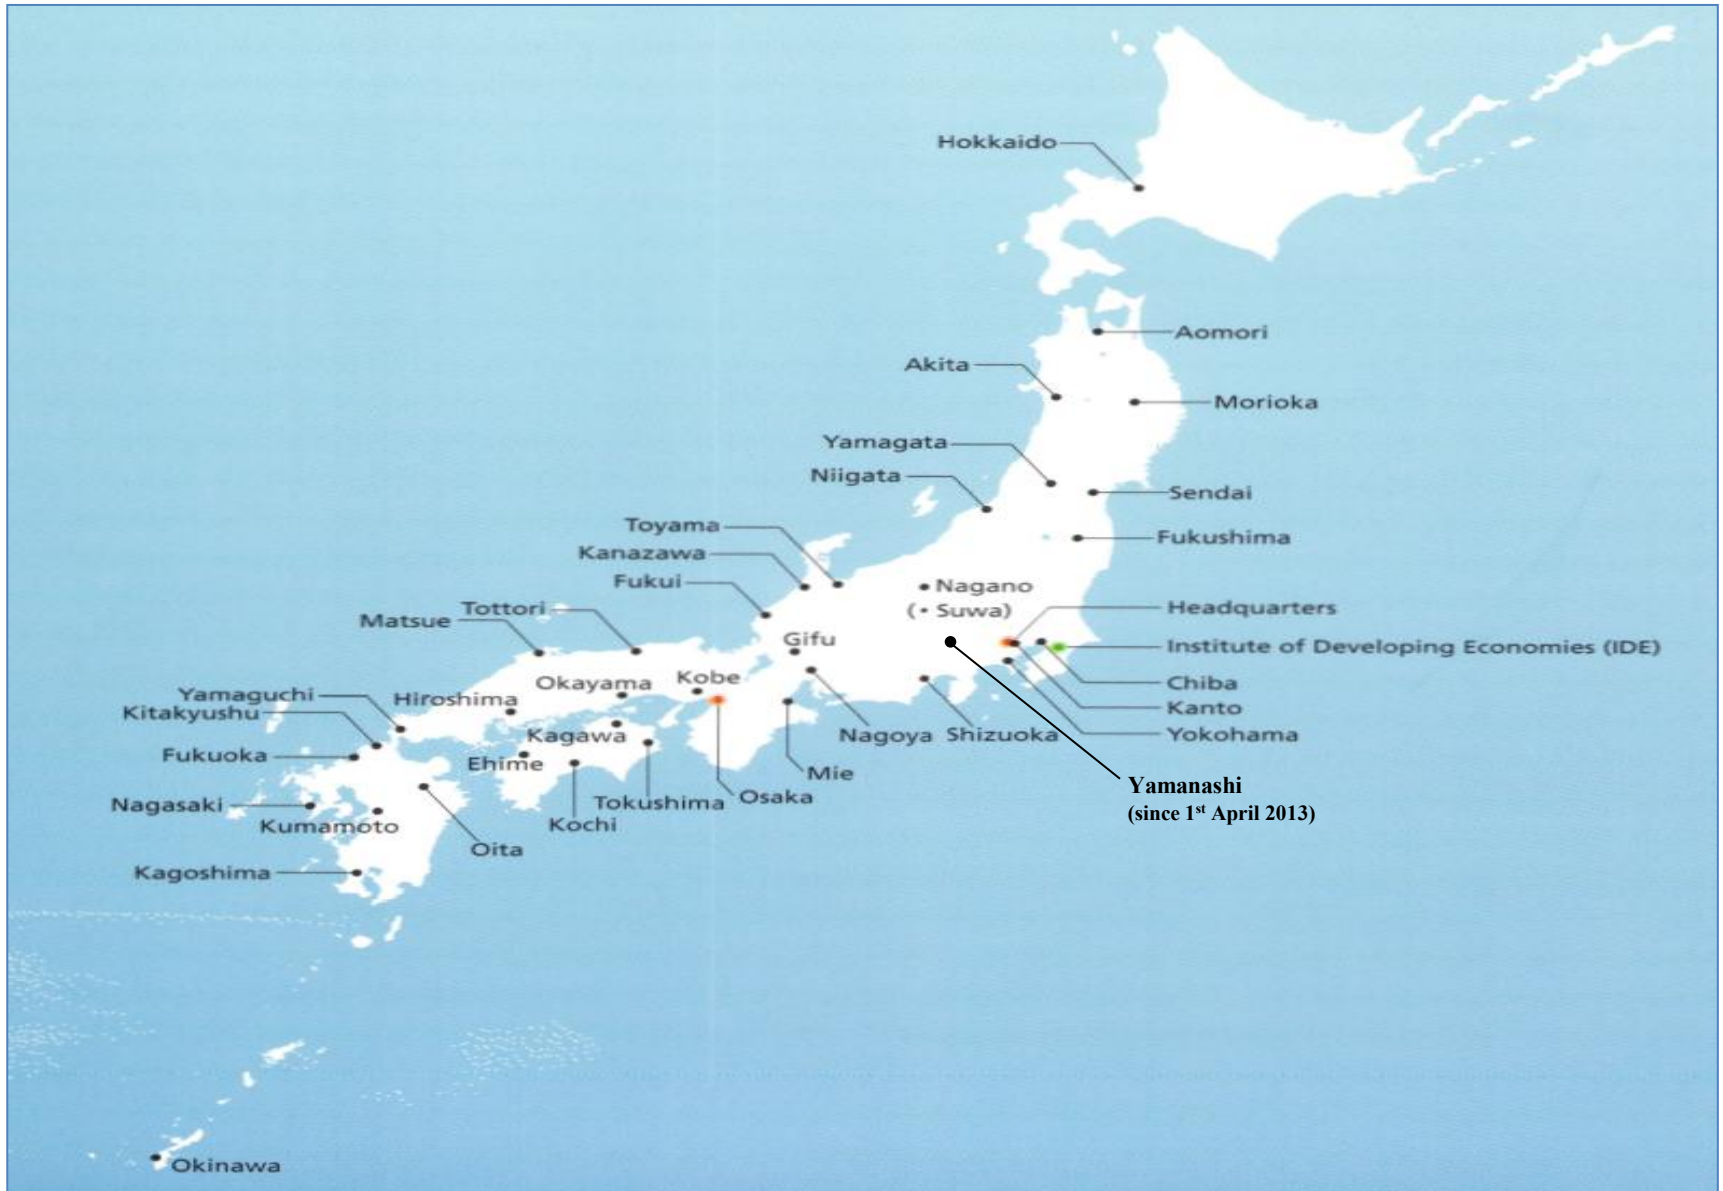 Hokkaido
Aomori
Akita
Morioka
Yamagata
Niigata
Sendai
Toyama
Fukushima
Kanazawa
Fukui
Nagano
(• Suwa)
Headquarters
Tottori
Matsue
Gifu
Institute of Developing Economies (IDE)
Kobe
Okayama
Chiba
Yamaguchi
Hiroshima
Kanto
Kitakyushu
Kagawa
Nagoya
Shizuoka
Yokohama
Fukuoka
Ehime
Mie
Yamanashi
(since 1st April 2013)
Osaka
Tokushima
Nagasaki
Kumamoto
Kochi
Oita
Kagoshima
Okinawa